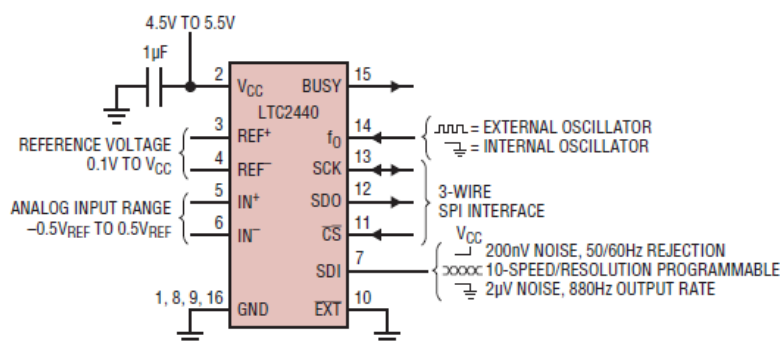 4.5V TO 5.5V
1µF
2
VCC
BUSY
15
LTC2440
3
REF+
fO
14
= EXTERNAL OSCILLATOR
= INTERNAL OSCILLATOR
REFERENCE VOLTAGE
0.1V TO VCC
4
REF−
SCK
13
5
IN+
SDO
12
3-WIRE
SPI INTERFACE
ANALOG INPUT RANGE
−0.5VREF TO 0.5VREF
6
IN−
C̅S̅
11
VCC
200nV NOISE, 50/60Hz REJECTION
SDI
7
10-SPEED/RESOLUTION PROGRAMMABLE
2µV NOISE, 880Hz OUTPUT RATE
1, 8, 9, 16
GND
E̅X̅T̅
10